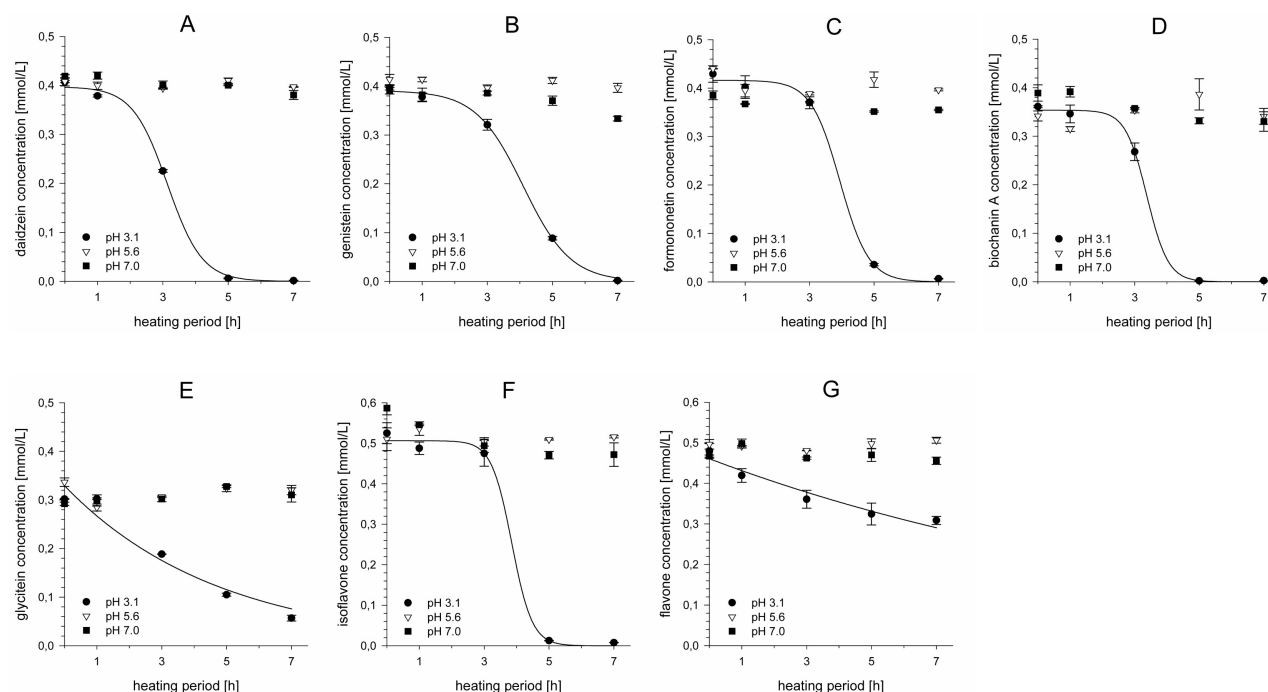 A
daidzein concentration [mmol/L]
0,5
0,4
0,3
0,2
0,1
0,0
pH 3.1
pH 5.6
pH 7.0
1 3 5 7
heating period [h]
B
genistein concentration [mmol/L]
0,5
0,4
0,3
0,2
0,1
0,0
pH 3.1
pH 5.6
pH 7.0
1 3 5 7
heating period [h]
C
formononetin concentration [mmol/L]
0,5
0,4
0,3
0,2
0,1
0,0
pH 3.1
pH 5.6
pH 7.0
1 3 5 7
heating period [h]
D
biochanin A concentration [mmol/L]
0,5
0,4
0,3
0,2
0,1
0,0
pH 3.1
pH 5.6
pH 7.0
1 3 5 7
heating period [h]
E
glycitein concentration [mmol/L]
0,5
0,4
0,3
0,2
0,1
0,0
pH 3.1
pH 5.6
pH 7.0
1 3 5 7
heating period [h]
F
isoflavone concentration [mmol/L]
0,6
0,5
0,4
0,3
0,2
0,1
0,0
pH 3.1
pH 5.6
pH 7.0
1 3 5 7
heating period [h]
G
flavone concentration [mmol/L]
0,6
0,5
0,4
0,3
0,2
0,1
0,0
pH 3.1
pH 5.6
pH 7.0
1 3 5 7
heating period [h]